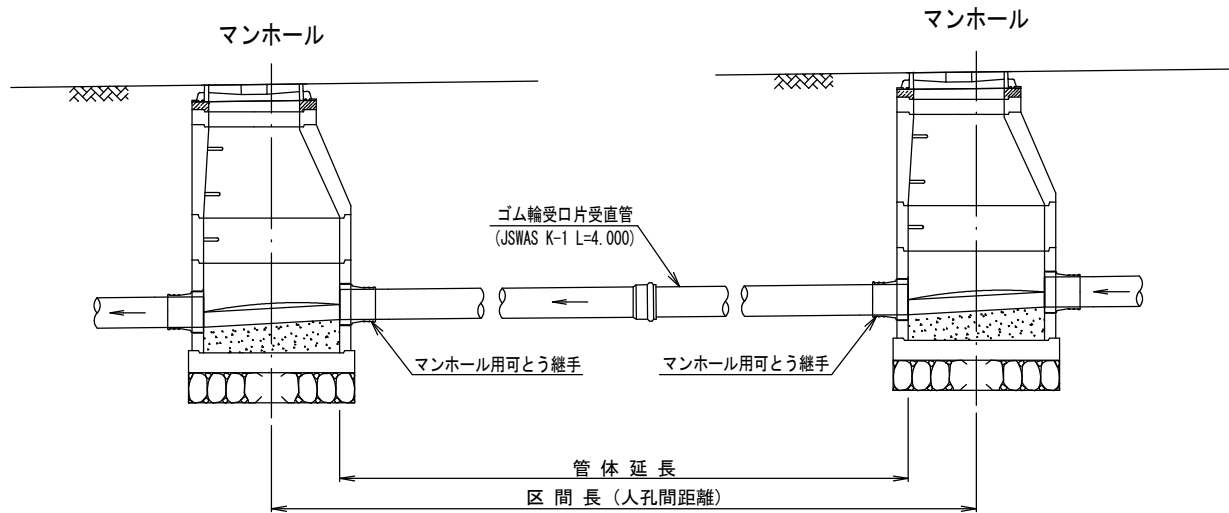 マンホール
マンホール
ゴム輪受口片受直管
(JSWAS K-1 L=4.000)
マンホール用可とう継手
マンホール用可とう継手
管 体 延 長
区 間 長 (人孔間距離)